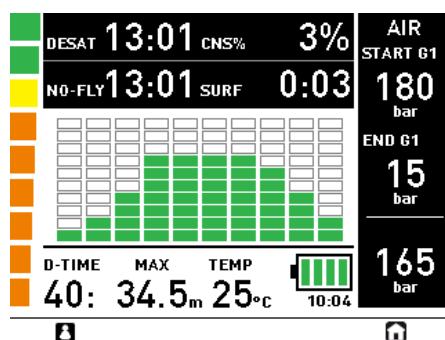 DESAT 13:01 CNS% 3%
NO-FLY 13:01 SURF 0:03
AIR
START G1
180
bar
END G1
15
bar
165
bar
D-TIME MAX TEMP
40: 34.5m 25°C 10:04